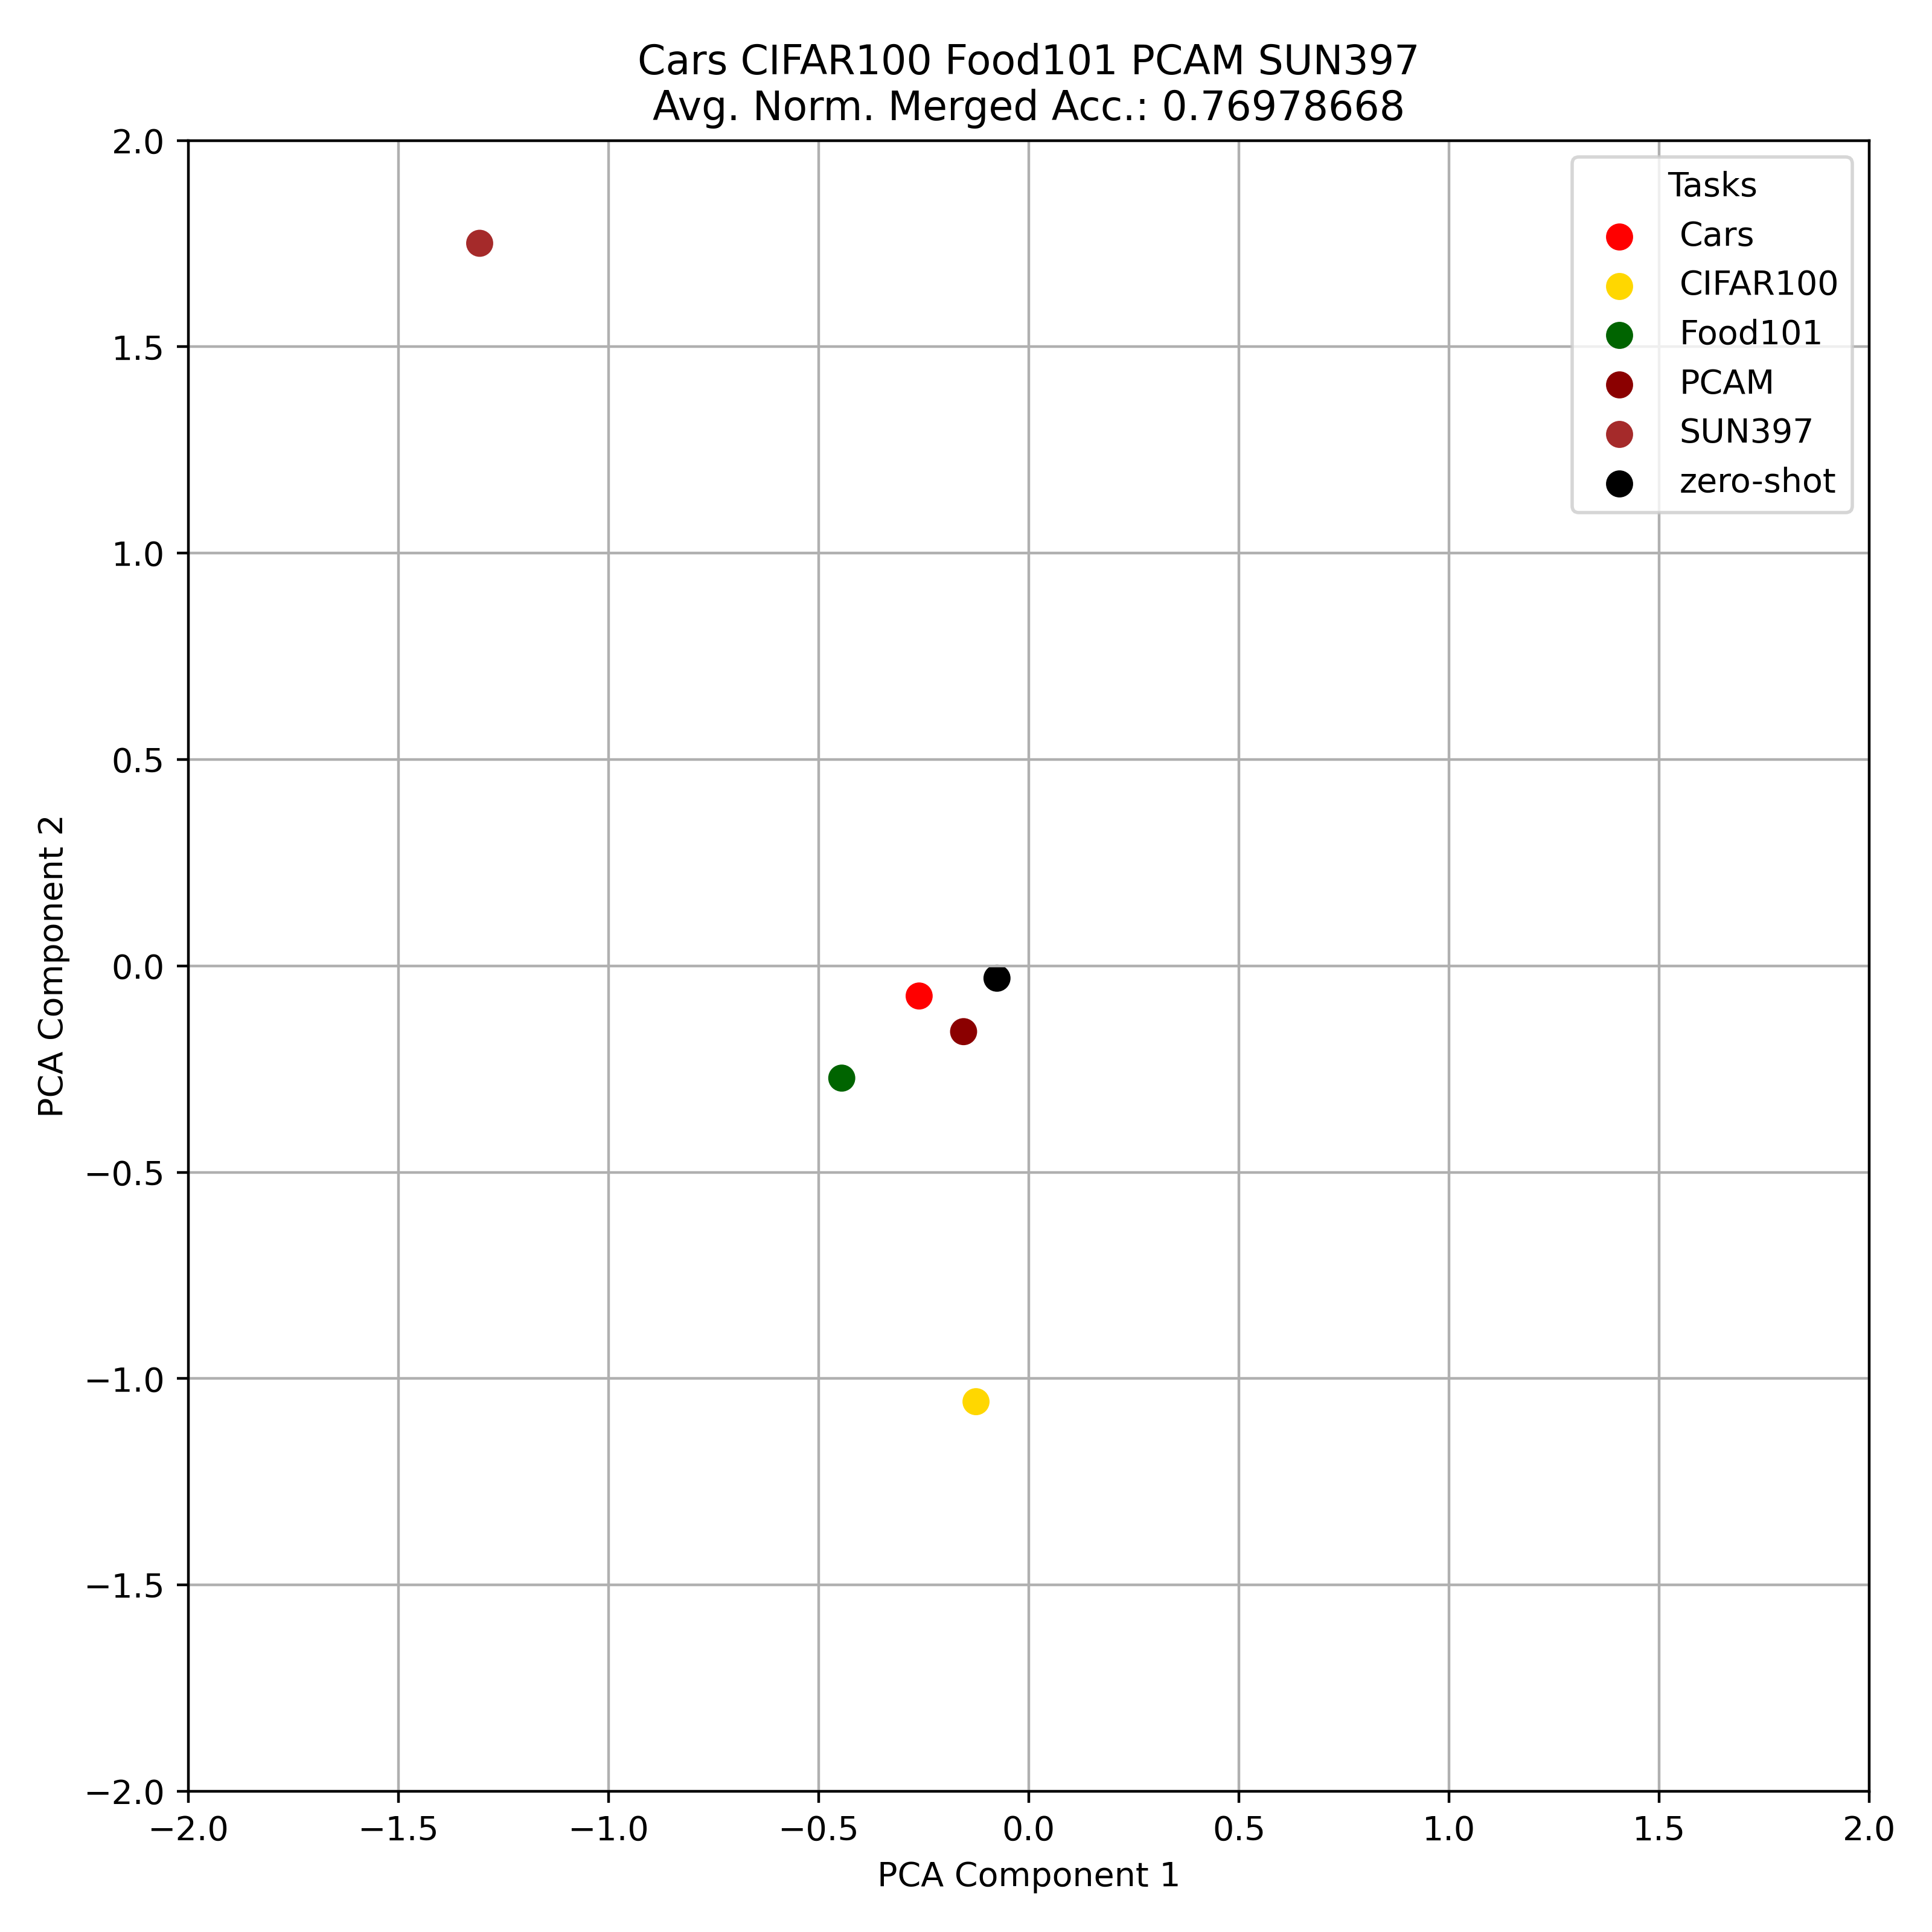 Cars CIFAR100 Food101 PCAM SUN397
Avg. Norm. Merged Acc.: 0.76978668
Tasks
Cars
CIFAR100
Food101
PCAM
SUN397
zero-shot
2.0
1.5
1.0
0.5
0.0
−0.5
−1.0
−1.5
−2.0
PCA Component 2
−2.0 −1.5 −1.0 −0.5 0.0 0.5 1.0 1.5 2.0
PCA Component 1